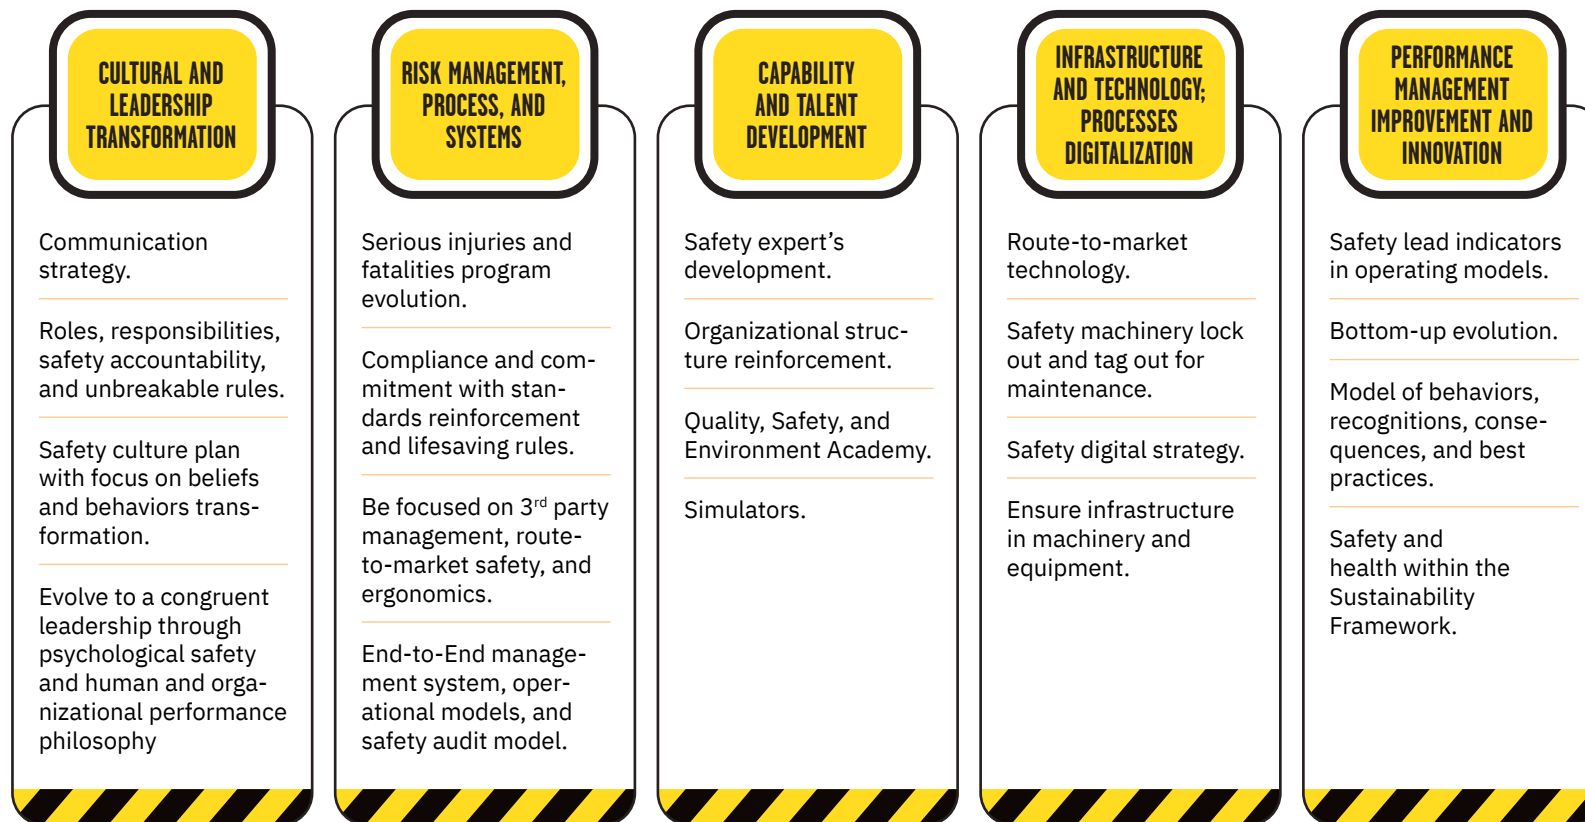 CULTURAL AND
LEADERSHIP
TRANSFORMATION
Communication
strategy.
Roles, responsibilities,
safety accountability,
and unbreakable rules.
Safety culture plan
with focus on beliefs
and behaviors trans-
formation.
Evolve to a congruent
leadership through
psychological safety
and human and orga-
nizational performance
philosophy
RISK MANAGEMENT,
PROCESS, AND
SYSTEMS
Serious injuries and
fatalities program
evolution.
Compliance and com-
mitment with stan-
dards reinforcement
and lifesaving rules.
Be focused on 3rd party
management, route-
to-market safety, and
ergonomics.
End-to-End manage-
ment system, oper-
ational models, and
safety audit model.
CAPABILITY
AND TALENT
DEVELOPMENT
Safety expert’s
development.
Organizational struc-
ture reinforcement.
Quality, Safety, and
Environment Academy.
Simulators.
INFRASTRUCTURE
AND TECHNOLOGY;
PROCESSES
DIGITALIZATION
Route-to-market
technology.
Safety machinery lock
out and tag out for
maintenance.
Safety digital strategy.
Ensure infrastructure
in machinery and
equipment.
PERFORMANCE
MANAGEMENT
IMPROVEMENT AND
INNOVATION
Safety lead indicators
in operating models.
Bottom-up evolution.
Model of behaviors,
recognitions, conse-
quences, and best
practices.
Safety and
health within the
Sustainability
Framework.